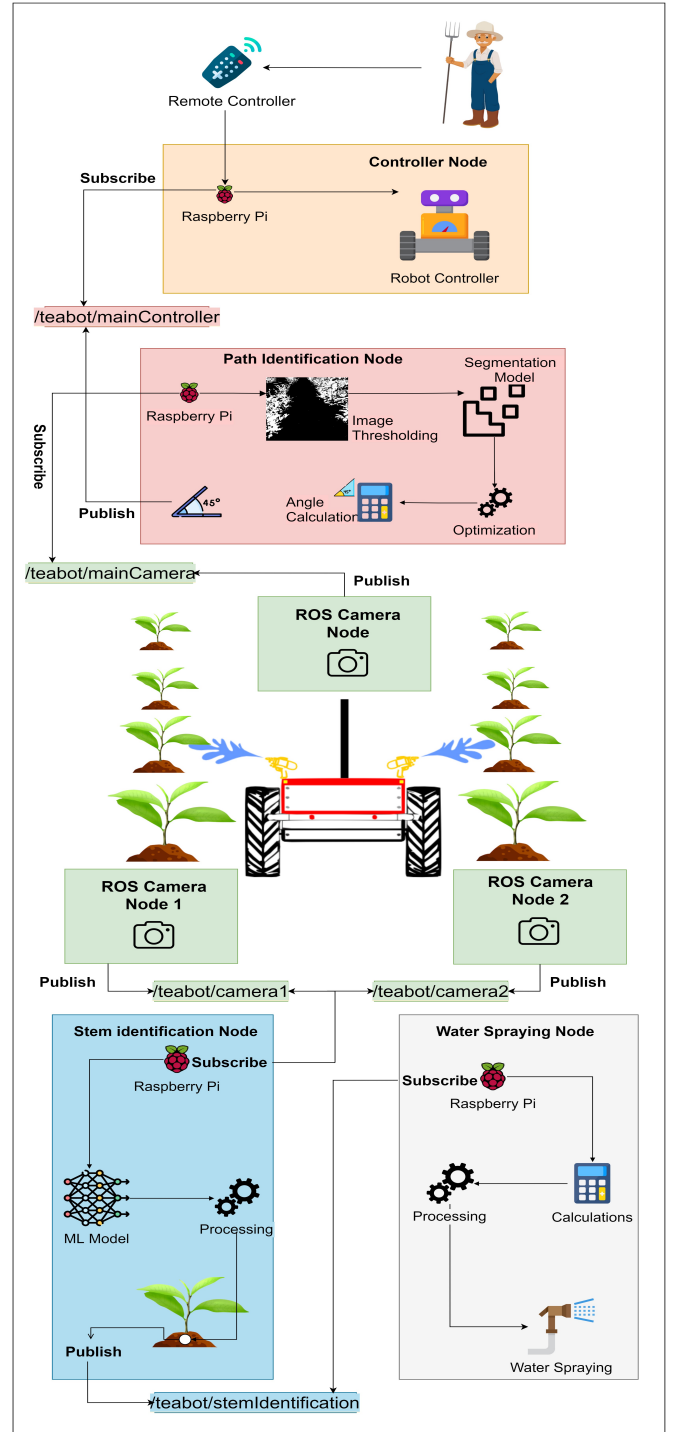 Remote Controller
Controller Node
Subscribe
Raspberry Pi
Robot Controller
/teabot/mainController
Path Identification Node
Segmentation
Model
Raspberry Pi
Image
Thresholding
Subscribe
45°
Publish
Angle
Calculation
Optimization
/teabot/mainCamera
Publish
ROS Camera
Node
ROS Camera
Node 1
ROS Camera
Node 2
Publish
/teabot/camera1
/teabot/camera2
Publish
Stem identification Node
Subscribe
Raspberry Pi
ML Model
Processing
Publish
Water Spraying Node
Subscribe
Raspberry Pi
Processing
Calculations
Water Spraying
/teabot/stemIdentification